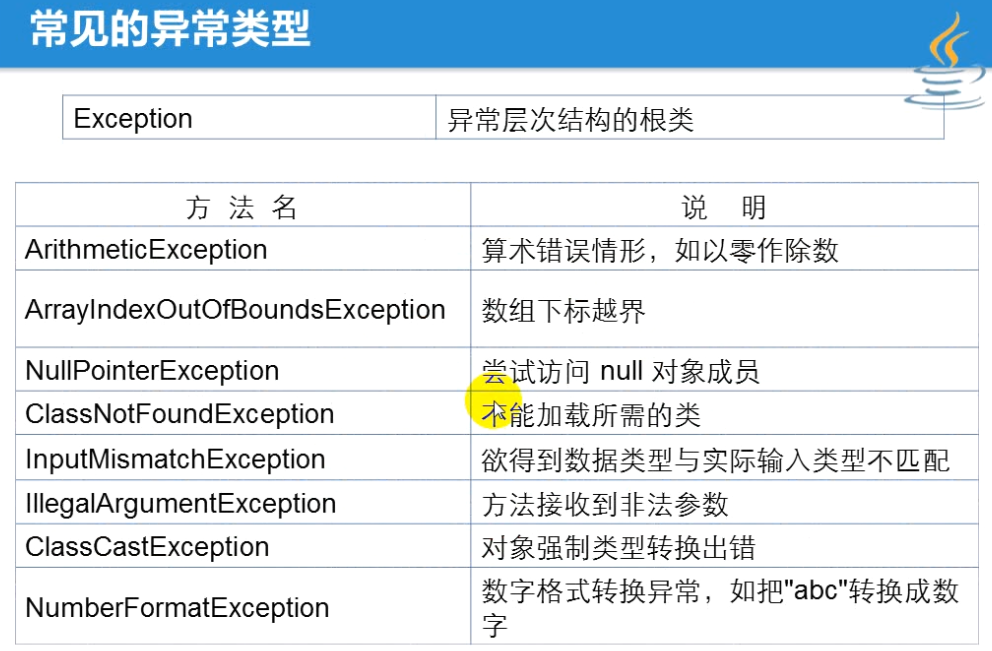 常见的异常类型
Exception 异常层次结构的根类
方 法 名 说 明
ArithmeticException 算术错误情形，如以零作除数
ArrayIndexOutOfBoundsException 数组下标越界
NullPointerException 尝试访问 null 对象成员
ClassNotFoundException 不能加载所需的类
InputMismatchException 欲得到数据类型与实际输入类型不匹配
IllegalArgumentException 方法接收到非法参数
ClassCastException 对象强制类型转换出错
NumberFormatException 数字格式转换异常，如把"abc"转换成数
字